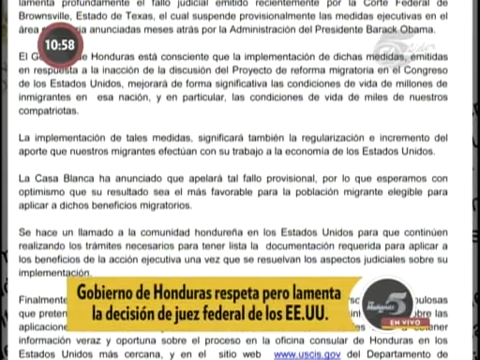 lamenta profundamente el fallo judicial emitido recientemente por la Corte Federal de
Brownsville, Estado de Texas, el cual suspende provisionalmente las medidas ejecutivas en el
área anunciadas meses atrás por la Administración del Presidente Barack Obama.
10:58
El de Honduras está consciente que la implementación de dichas medidas, emitidas
en respuesta a la inacción de la discusión del Proyecto de reforma migratoria en el Congreso
de los Estados Unidos, mejorará de forma significativa las condiciones de vida de millones de
inmigrantes en esa nación, y en particular, las condiciones de vida de miles de nuestros
compatriotas.
La implementación de tales medidas, significará también la regularización e incremento del
aporte que nuestros migrantes efectúan con su trabajo a la economía de los Estados Unidos.
La Casa Blanca ha anunciado que apelará tal fallo provisional, por lo que esperamos con
optimismo que su resultado sea el más favorable para la población migrante elegible para
aplicar a dichos beneficios migratorios.
Se hace un llamado a la comunidad hondureña en los Estados Unidos para que continúen
realizando los trámites necesarios para tener lista la documentación requerida para aplicar a
los beneficios de la acción ejecutiva una vez que se resuelvan los aspectos judiciales sobre su
implementación.
Gobierno de Honduras respeta pero lamenta
la decisión de juez federal de los EE.UU.
5
EN VIVO
Finalme
que preten
las aplicacione
información veraz y oportuna sobre el proceso en la oficina consular de Honduras en los
Estados Unidos más cercana, y en el sitio web www.uscis.gov del Departamento de